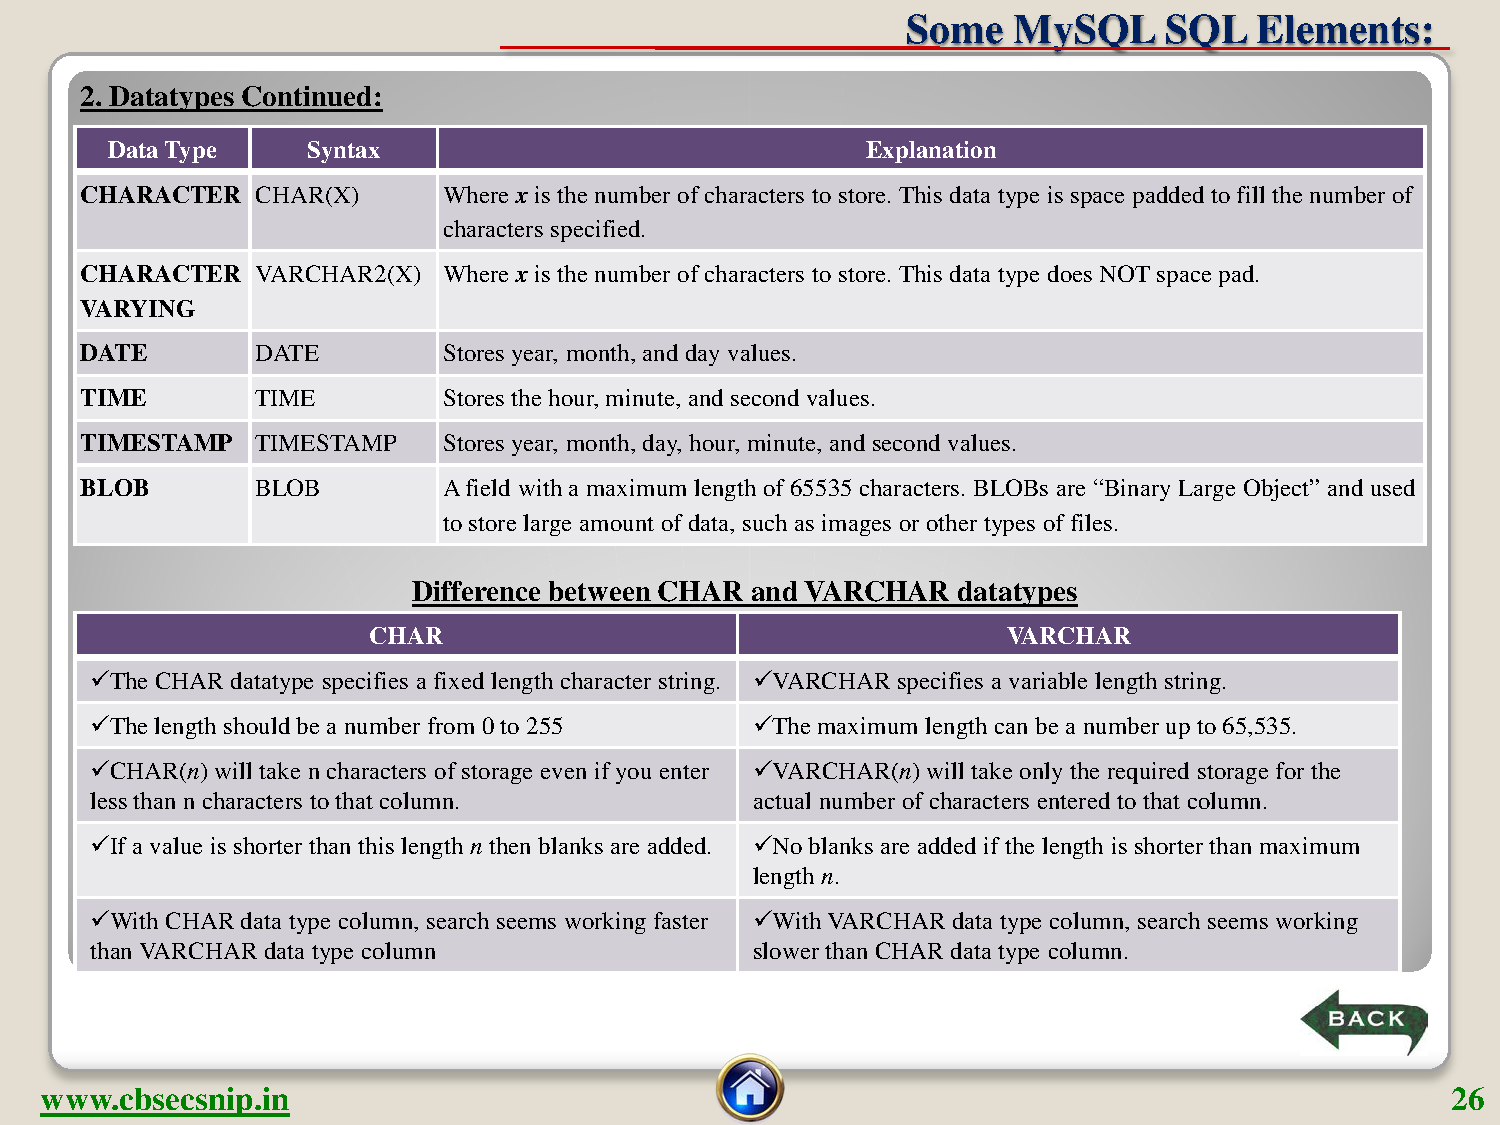 Some MySQL SQL Elements:
2. Datatypes Continued:
Data Type Syntax Explanation
CHARACTER CHAR(X) Where x is the number of characters to store. This data type is space padded to fill the number of
characters specified.
CHARACTER VARCHAR2(X) Where x is the number of characters to store. This data type does NOT space pad.
VARYING
DATE DATE Stores year, month, and day values.
TIME TIME Stores the hour, minute, and second values.
TIMESTAMP TIMESTAMP Stores year, month, day, hour, minute, and second values.
BLOB BLOB A field with a maximum length of 65535 characters. BLOBs are “Binary Large Object” and used
to store large amount of data, such as images or other types of files.
Difference between CHAR and VARCHAR datatypes
CHAR VARCHAR
✓The CHAR datatype specifies a fixed length character string. ✓VARCHAR specifies a variable length string.
✓The length should be a number from 0 to 255 ✓The maximum length can be a number up to 65,535.
✓CHAR(n) will take n characters of storage even if you enter
less than n characters to that column.
✓VARCHAR(n) will take only the required storage for the
actual number of characters entered to that column.
✓If a value is shorter than this length n then blanks are added.
✓No blanks are added if the length is shorter than maximum
length n.
✓With CHAR data type column, search seems working faster
than VARCHAR data type column
✓With VARCHAR data type column, search seems working
slower than CHAR data type column.
BACK
www.cbsecsnip.in
26